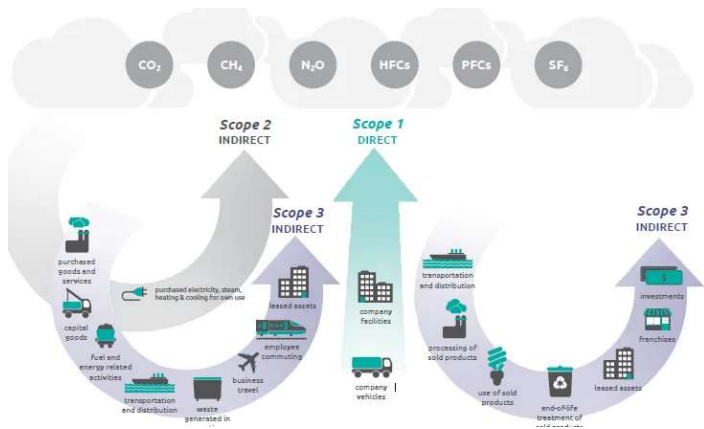 CO₂
CH₄
N₂O
HFCs
PFCs
SF₆
Scope 2
INDIRECT
Scope 1
DIRECT
Scope 3
INDIRECT
Scope 3
INDIRECT
purchased
goods and
services
capital
goods
fuel and
energy related
activities
transportation
and distribution
waste
generated in
business
travel
employee
commuting
leased assets
purchased electricity, steam,
heating & cooling for own use
company
facilities
company
vehicles
transportation
and distribution
processing of
sold products
use of sold
products
end-of-life
treatment of
sold products
leased assets
franchises
investments
$